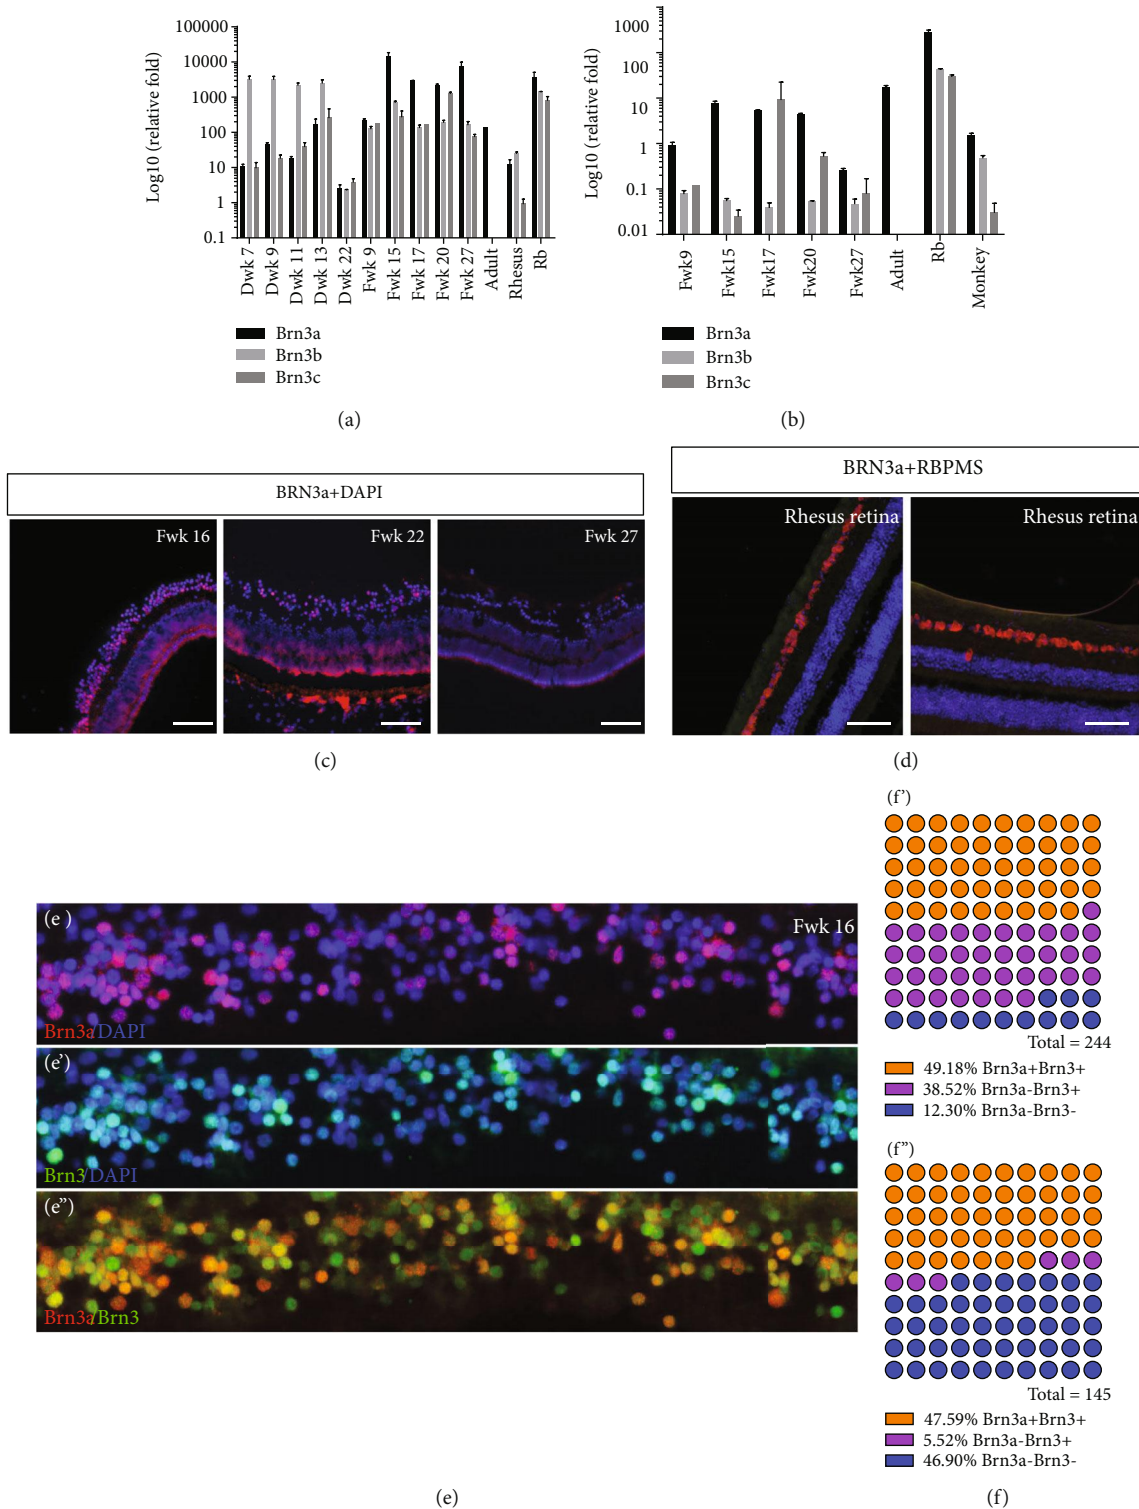 100000
10000
1000
100
10
1
0.1
Log10 (relative fold)
Dwk 7
Dwk 9
Dwk 11
Dwk 13
Dwk 22
Fwk 9
Fwk 15
Fwk 17
Fwk 20
Fwk 27
Adult
Rhesus
Rb
Brn3a
Brn3b
Brn3c
(a)
1000
100
10
1
0.1
0.01
Log10 (relative fold)
Fwk9
Fwk15
Fwk17
Fwk20
Fwk27
Adult
Rb
Monkey
Brn3a
Brn3b
Brn3c
(b)
BRN3a+DAPI
Fwk 16
Fwk 22
Fwk 27
(c)
BRN3a+RBPMS
Rhesus retina
Rhesus retina
(d)
(e )
Fwk 16
Brn3a/DAPI
(e')
Brn3/DAPI
(e")
Brn3a/Brn3
(e)
(f')
Total = 244
49.18% Brn3a+Brn3+
38.52% Brn3a-Brn3+
12.30% Brn3a-Brn3-
(f")
Total = 145
47.59% Brn3a+Brn3+
5.52% Brn3a-Brn3+
46.90% Brn3a-Brn3-
(f)